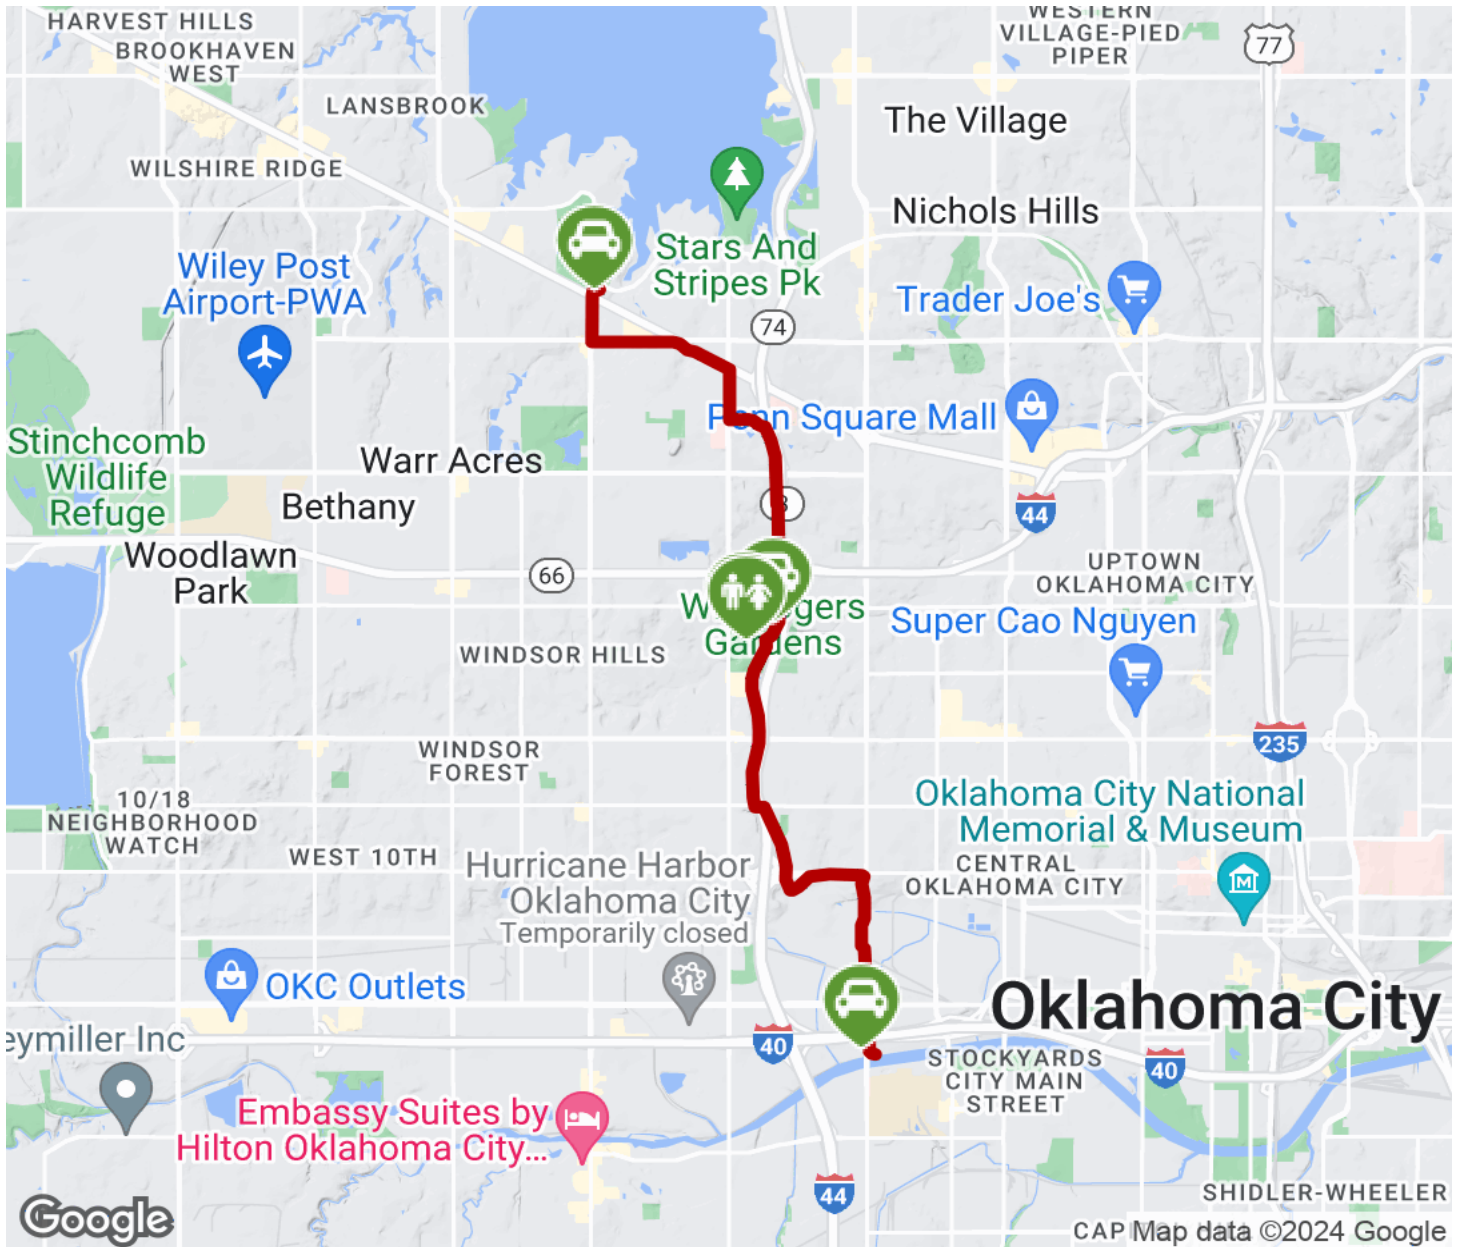 HARVEST HILLS
BROOKHAVEN
WEST
WESTERN
VILLAGE-PIED
PIPER
77
LANSBROOK
The Village
WILSHIRE RIDGE
Nichols Hills
Stars And
Stripes Pk
Wiley Post
Airport-PWA
Trader Joe's
74
Penn Square Mall
Stinchcomb
Wildlife
Refuge
Warr Acres
Bethany
3
44
Woodlawn
Park
66
UPTOWN
OKLAHOMA CITY
Gardens
Super Cao Nguyen
WINDSOR HILLS
235
WINDSOR
FOREST
10/18
NEIGHBORHOOD
WATCH
Oklahoma City National
Memorial & Museum
WEST 10TH
Hurricane Harbor
Oklahoma City
Temporarily closed
CENTRAL
OKLAHOMA CITY
M
OKC Outlets
Oklahoma City
eymiller Inc
40
STOCKYARDS
CITY MAIN
STREET
40
Embassy Suites by
Hilton Oklahoma City...
44
SHIDLER-WHEELER
Google
CAP
Map data ©2024 Google